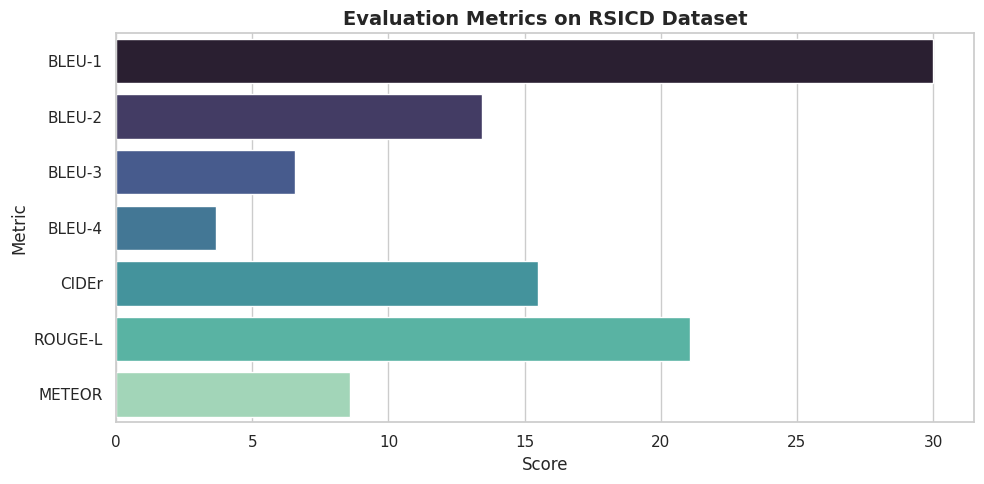 Evaluation Metrics on RSICD Dataset
BLEU-1
BLEU-2
BLEU-3
BLEU-4
CIDEr
ROUGE-L
METEOR
Metric
0 5 10 15 20 25 30
Score